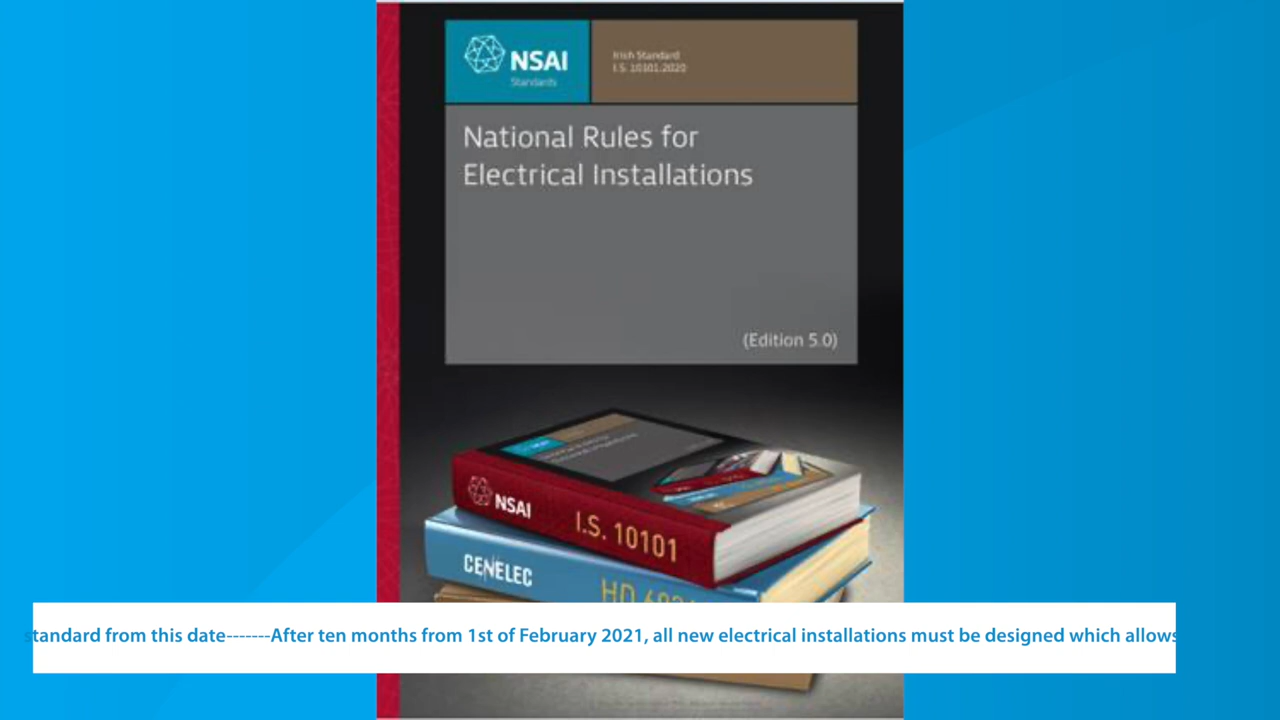 NSAI
Standards
Irish Standard
I.S. 10101:2020
National Rules for
Electrical Installations
(Edition 5.0)
NSAI
I.S. 10101
CENELEC
HD
standard from this date-------After ten months from 1st of February 2021, all new electrical installations must be designed which allows